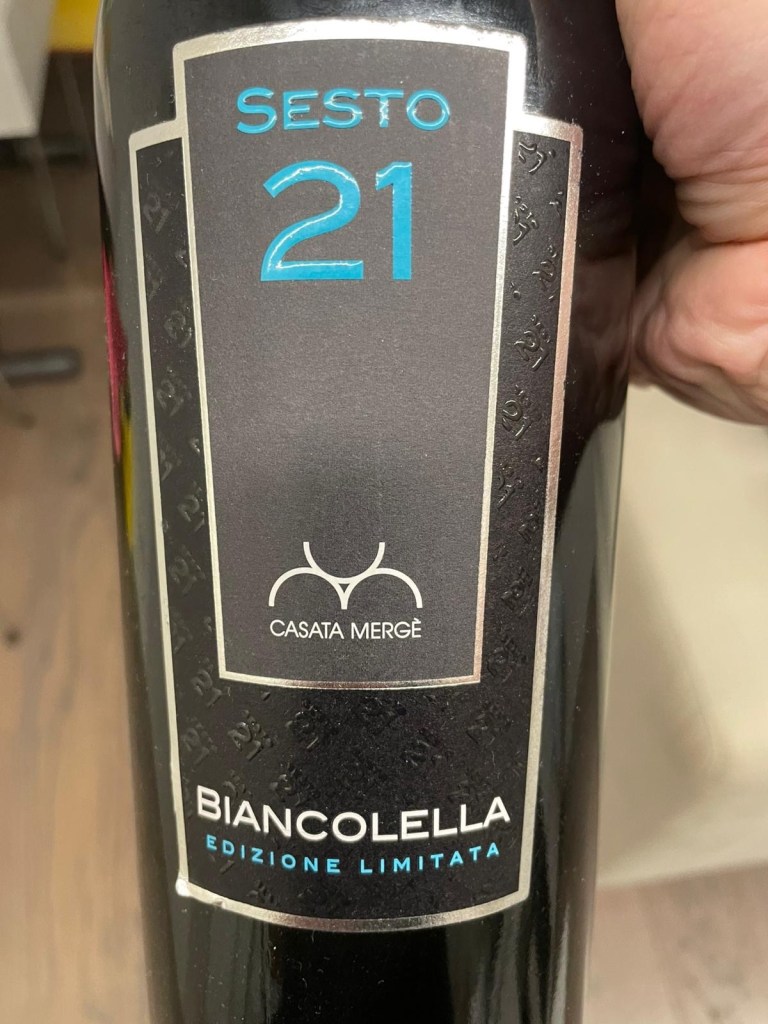 SESTO
21
CASATA MERGÈ
BIANCOLELLA
EDIZIONE LIMITATA